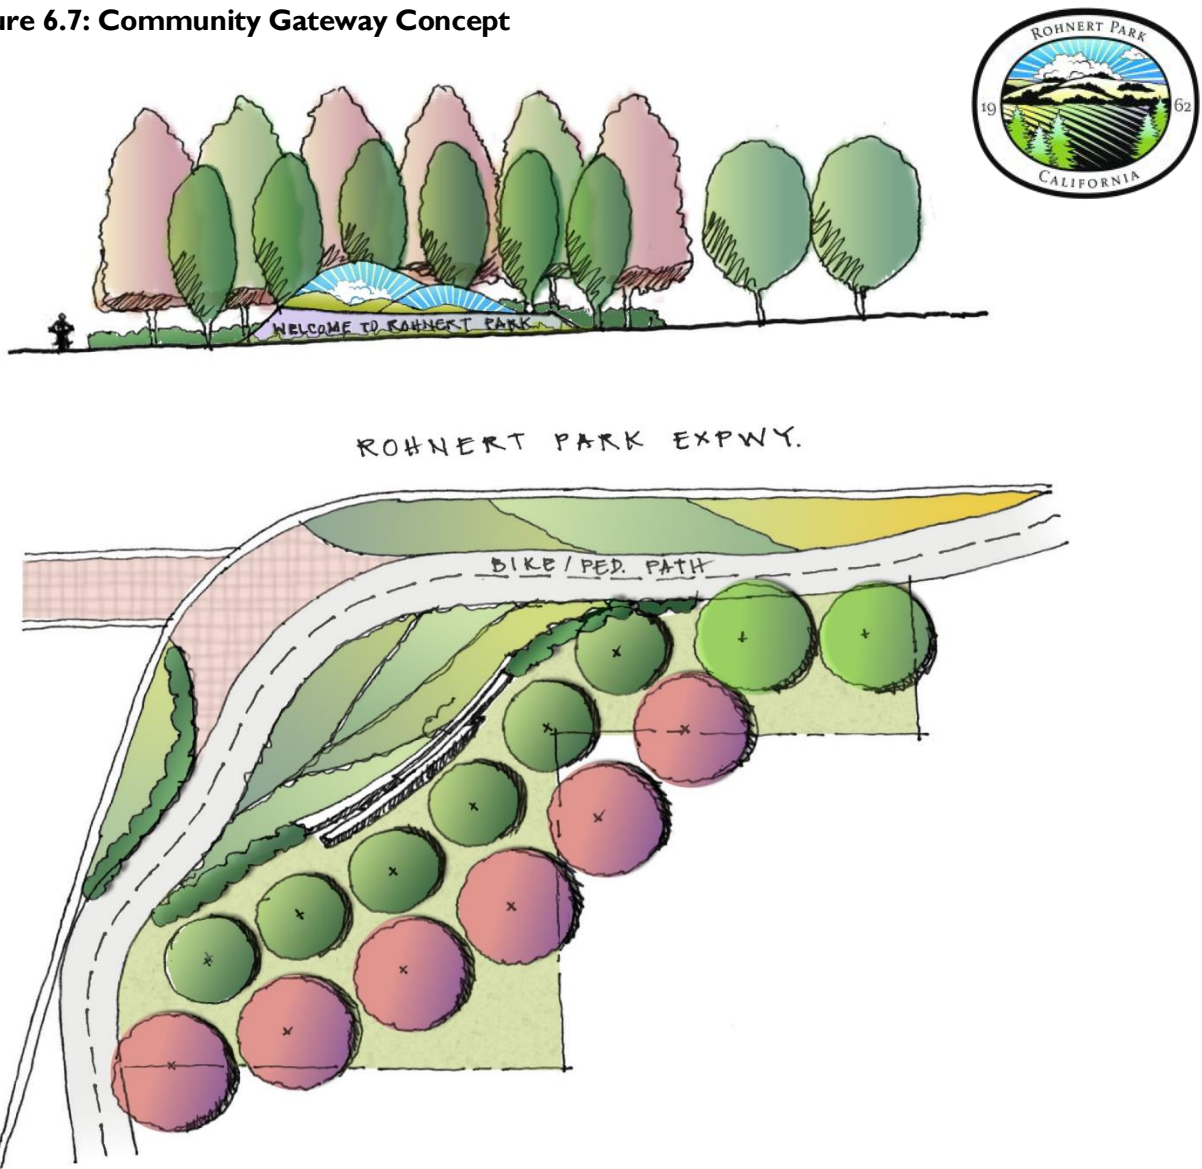 ure 6.7: Community Gateway Concept
ROHNERT PARK
19 62
CALIFORNIA
WELCOME TO ROHNERT PARK
ROHNERT PARK EXPWY.
BIKE/PED. PATH